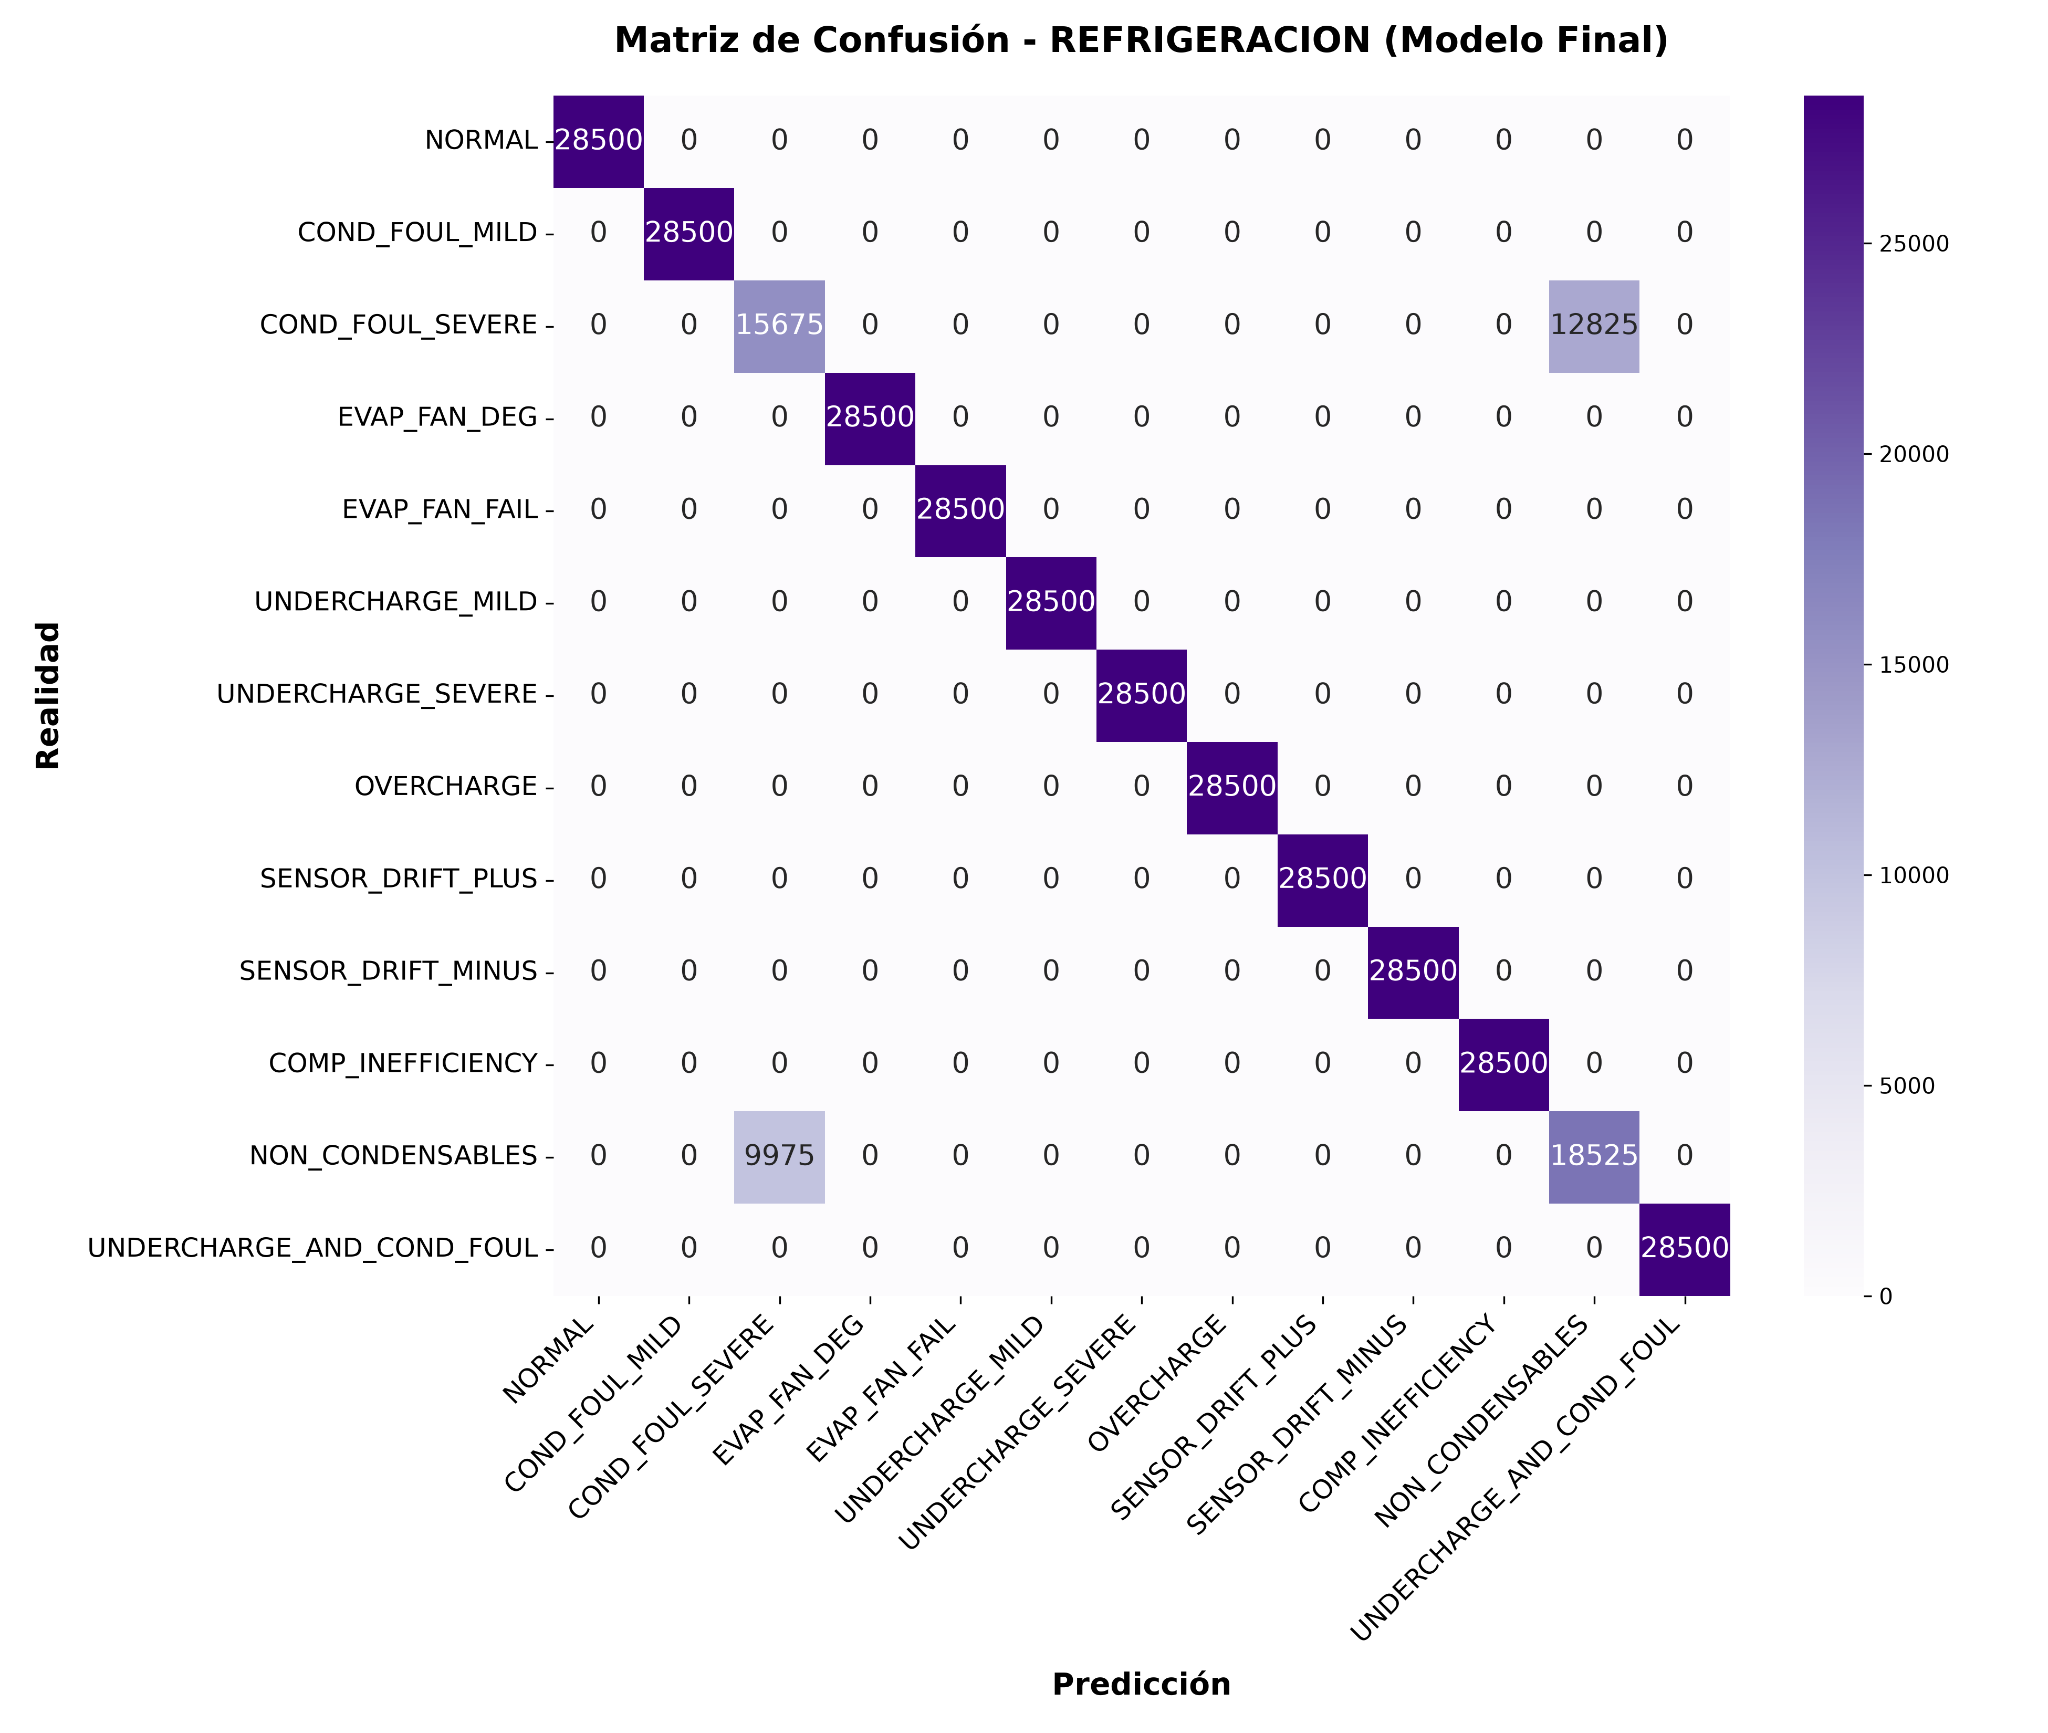 Matriz de Confusión - REFRIGERACION (Modelo Final)
NORMAL 28500 0 0 0 0 0 0 0 0 0 0 0 0
COND_FOUL_MILD 0 28500 0 0 0 0 0 0 0 0 0 0 0
COND_FOUL_SEVERE 0 0 15675 0 0 0 0 0 0 0 0 12825 0
EVAP_FAN_DEG 0 0 0 28500 0 0 0 0 0 0 0 0 0
EVAP_FAN_FAIL 0 0 0 0 28500 0 0 0 0 0 0 0 0
UNDERCHARGE_MILD 0 0 0 0 0 28500 0 0 0 0 0 0 0
UNDERCHARGE_SEVERE 0 0 0 0 0 0 28500 0 0 0 0 0 0
OVERCHARGE 0 0 0 0 0 0 0 28500 0 0 0 0 0
SENSOR_DRIFT_PLUS 0 0 0 0 0 0 0 0 28500 0 0 0 0
SENSOR_DRIFT_MINUS 0 0 0 0 0 0 0 0 0 28500 0 0 0
COMP_INEFFICIENCY 0 0 0 0 0 0 0 0 0 0 28500 0 0
NON_CONDENSABLES 0 0 9975 0 0 0 0 0 0 0 0 18525 0
UNDERCHARGE_AND_COND_FOUL 0 0 0 0 0 0 0 0 0 0 0 0 28500
Realidad
NORMAL
COND_FOUL_MILD
COND_FOUL_SEVERE
EVAP_FAN_DEG
EVAP_FAN_FAIL
UNDERCHARGE_MILD
UNDERCHARGE_SEVERE
OVERCHARGE
SENSOR_DRIFT_PLUS
SENSOR_DRIFT_MINUS
COMP_INEFFICIENCY
NON_CONDENSABLES
UNDERCHARGE_AND_COND_FOUL
Predicción
25000
20000
15000
10000
5000
0